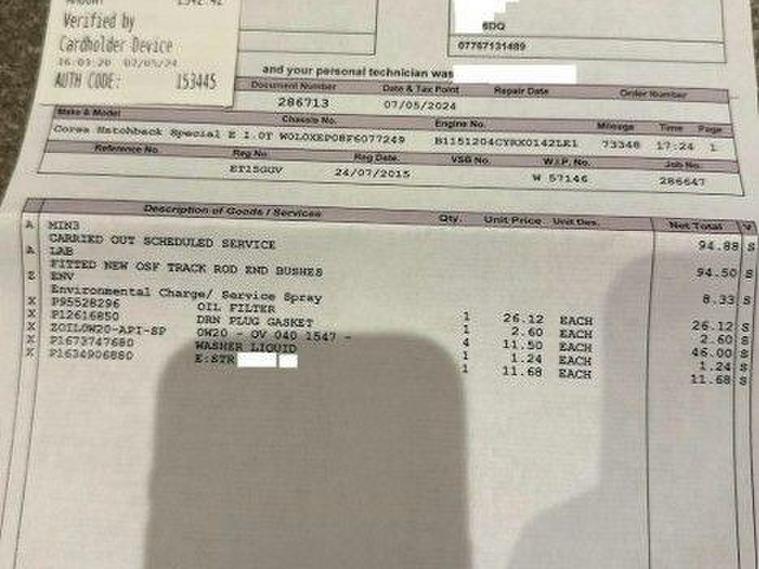 AMOUNT
Verified by
Cardholder Device
16:03:20 07/05/24
AUTH CODE: 153445
6DQ
07767131489
and your personal technician was
Document Number Date & Tax Point Repair Date Order Number
286713 07/05/2024
Make & Model Chassis No. Engine No. Mileage Time Page
Corsa Hatchback Special E 1.0T W0L0XEP08F6077249 B1151204CYRX0142LE1 73348 17:24 1
Reference No. Reg No. Reg Date. VSB No. W.I.P. No. Job No.
ET15GGV 24/07/2015 W 57146 286647
Description of Goods / Services Qty. Unit Price Unit Des. Net Total V
A MIN3
CARRIED OUT SCHEDULED SERVICE 94.88 S
A LAB
FITTED NEW OSF TRACK ROD END BUSHES 94.50 S
Z ENV
Environmental Charge/ Service Spray 8.33 S
X P95528296 OIL FILTER 1 26.12 EACH 26.12 S
X P12616850 DRN PLUG GASKET 1 2.60 EACH 2.60 S
X ZOIL0W20-API-SP 0W20 - OV 040 1547 - 4 11.50 EACH 46.00 S
X P1673747680 WASHER LIQUID 1 1.24 EACH 1.24 S
X P1634906880 E:STR 1 11.68 EACH 11.68 S